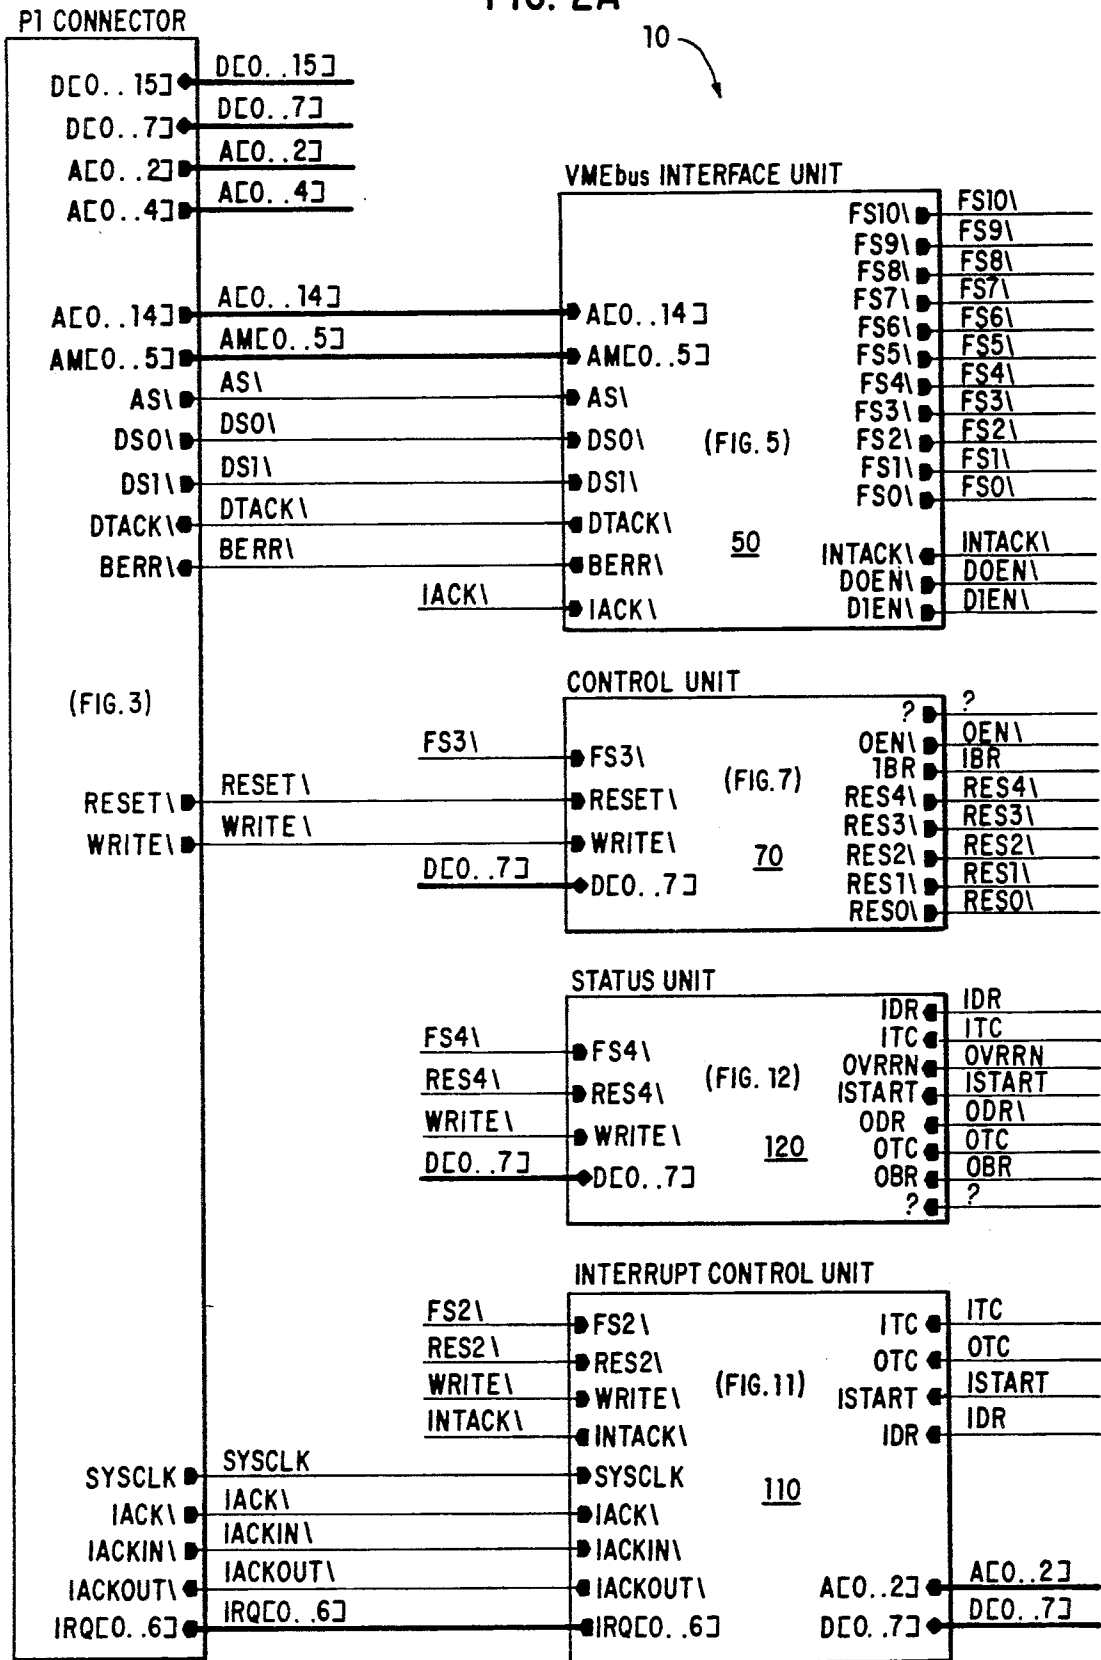 FIG. 2A
P1 CONNECTOR
10
D[0..15] D[0..15]
D[0..7] D[0..7]
A[0..2] A[0..2]
A[0..4] A[0..4]
A[0..14] A[0..14]
AM[0..5] AM[0..5]
AS\ AS\
DS0\ DS0\
DS1\ DS1\
DTACK\ DTACK\
BERR\ BERR\
(FIG.3)
RESET\ RESET\
WRITE\ WRITE\
SYSCLK SYSCLK
IACK\ IACK\
IACKIN\ IACKIN\
IACKOUT\ IACKOUT\
IRQ[0..6] IRQ[0..6]
VMEbus INTERFACE UNIT
A[0..14]
AM[0..5]
AS\
DS0\
DS1\
DTACK\
BERR\
IACK\ IACK\
(FIG.5)
50
FS10\ FS10\
FS9\ FS9\
FS8\ FS8\
FS7\ FS7\
FS6\ FS6\
FS5\ FS5\
FS4\ FS4\
FS3\ FS3\
FS2\ FS2\
FS1\ FS1\
FS0\ FS0\
INTACK\ INTACK\
DOEN\ DOEN\
D1EN\ D1EN\
CONTROL UNIT
FS3\ FS3\
RESET\
WRITE\
D[0..7] D[0..7]
(FIG.7)
70
? ?
OEN\ OEN\
IBR IBR
RES4\ RES4\
RES3\ RES3\
RES2\ RES2\
RES1\ RES1\
RES0\ RES0\
STATUS UNIT
FS4\ FS4\
RES4\ RES4\
WRITE\ WRITE\
D[0..7] D[0..7]
(FIG. 12)
120
IDR IDR
ITC ITC
OVRRN OVRRN
ISTART ISTART
ODR ODR\
OTC OTC
OBR OBR
? ?
INTERRUPT CONTROL UNIT
FS2\ FS2\
RES2\ RES2\
WRITE\ WRITE\
INTACK\ INTACK\
SYSCLK
IACK\
IACKIN\
IACKOUT\
IRQ[0..6]
(FIG.11)
110
ITC ITC
OTC OTC
ISTART ISTART
IDR IDR
A[0..2] A[0..2]
D[0..7] D[0..7]